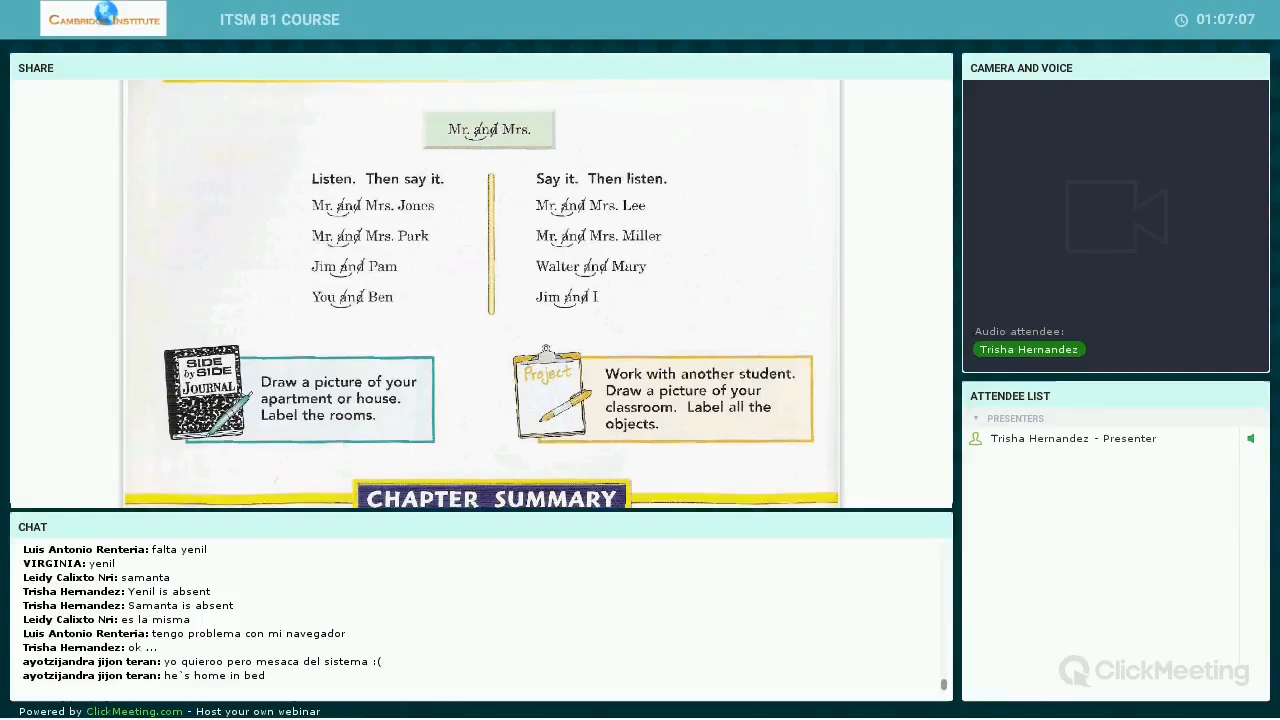 CAMBRIDGE INSTITUTE
ITSM B1 COURSE
01:07:07
SHARE
Mr. and Mrs.
Listen. Then say it.
Mr. and Mrs. Jones
Mr. and Mrs. Park
Jim and Pam
You and Ben
Say it. Then listen.
Mr. and Mrs. Lee
Mr. and Mrs. Miller
Walter and Mary
Jim and I
SIDE
by SIDE
JOURNAL
Draw a picture of your
apartment or house.
Label the rooms.
Project
Work with another student.
Draw a picture of your
classroom. Label all the
objects.
CHAPTER SUMMARY
CAMERA AND VOICE
Audio attendee:
Trisha Hernandez
ATTENDEE LIST
PRESENTERS
Trisha Hernandez - Presenter
CHAT
Luis Antonio Renteria: falta yenil
VIRGINIA: yenil
Leidy Calixto Nri: samanta
Trisha Hernandez: Yenil is absent
Trisha Hernandez: Samanta is absent
Leidy Calixto Nri: es la misma
Luis Antonio Renteria: tengo problema con mi navegador
Trisha Hernandez: ok ...
ayotzijandra jijon teran: yo quieroo pero mesaca del sistema :(
ayotzijandra jijon teran: he`s home in bed
ClickMeeting
Powered by ClickMeeting.com - Host your own webinar